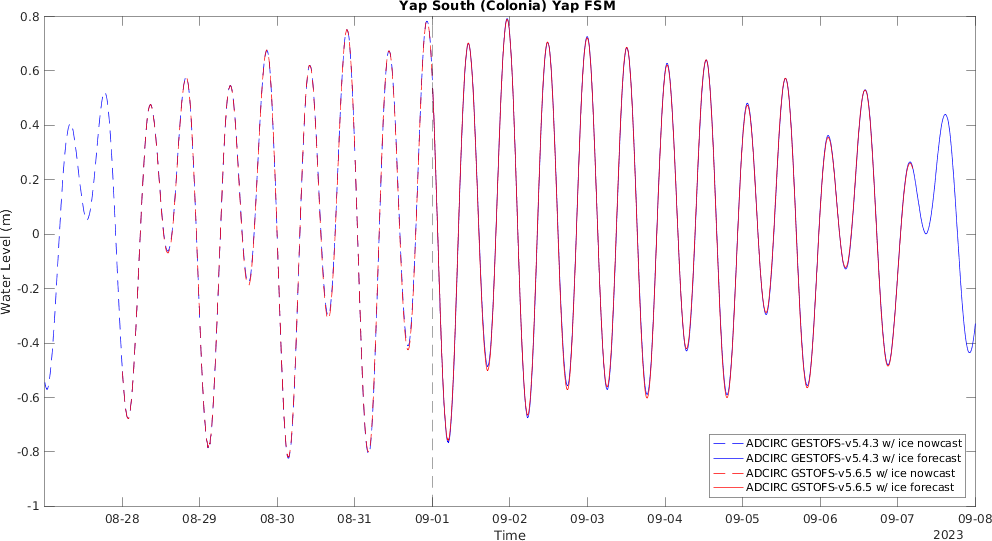 Yap South (Colonia) Yap FSM
Water Level (m)
0.8
0.6
0.4
0.2
0
-0.2
-0.4
-0.6
-0.8
-1
ADCIRC GESTOFS-v5.4.3 w/ ice nowcast
ADCIRC GESTOFS-v5.4.3 w/ ice forecast
ADCIRC GSTOFS-v5.6.5 w/ ice nowcast
ADCIRC GSTOFS-v5.6.5 w/ ice forecast
08-28 08-29 08-30 08-31 09-01 09-02 09-03 09-04 09-05 09-06 09-07 09-08
Time
2023